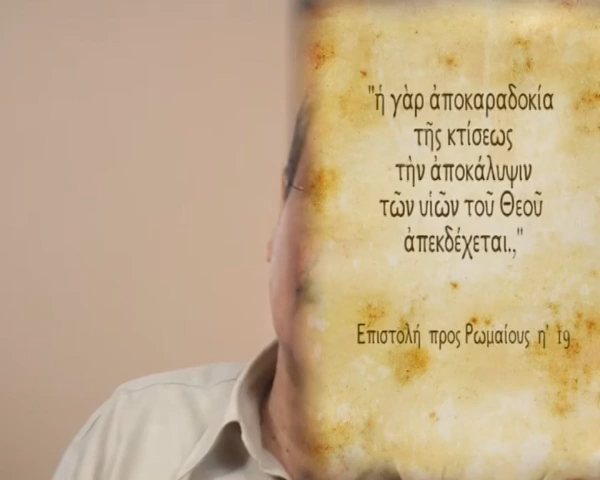 "ἡ γὰρ ἀποκαραδοκία
τῆς κτίσεως
τὴν ἀποκάλυψιν
τῶν υἱῶν τοῦ Θεοῦ
ἀπεκδέχεται.,"
Επιστολή προς Ρωμαίους η' 19